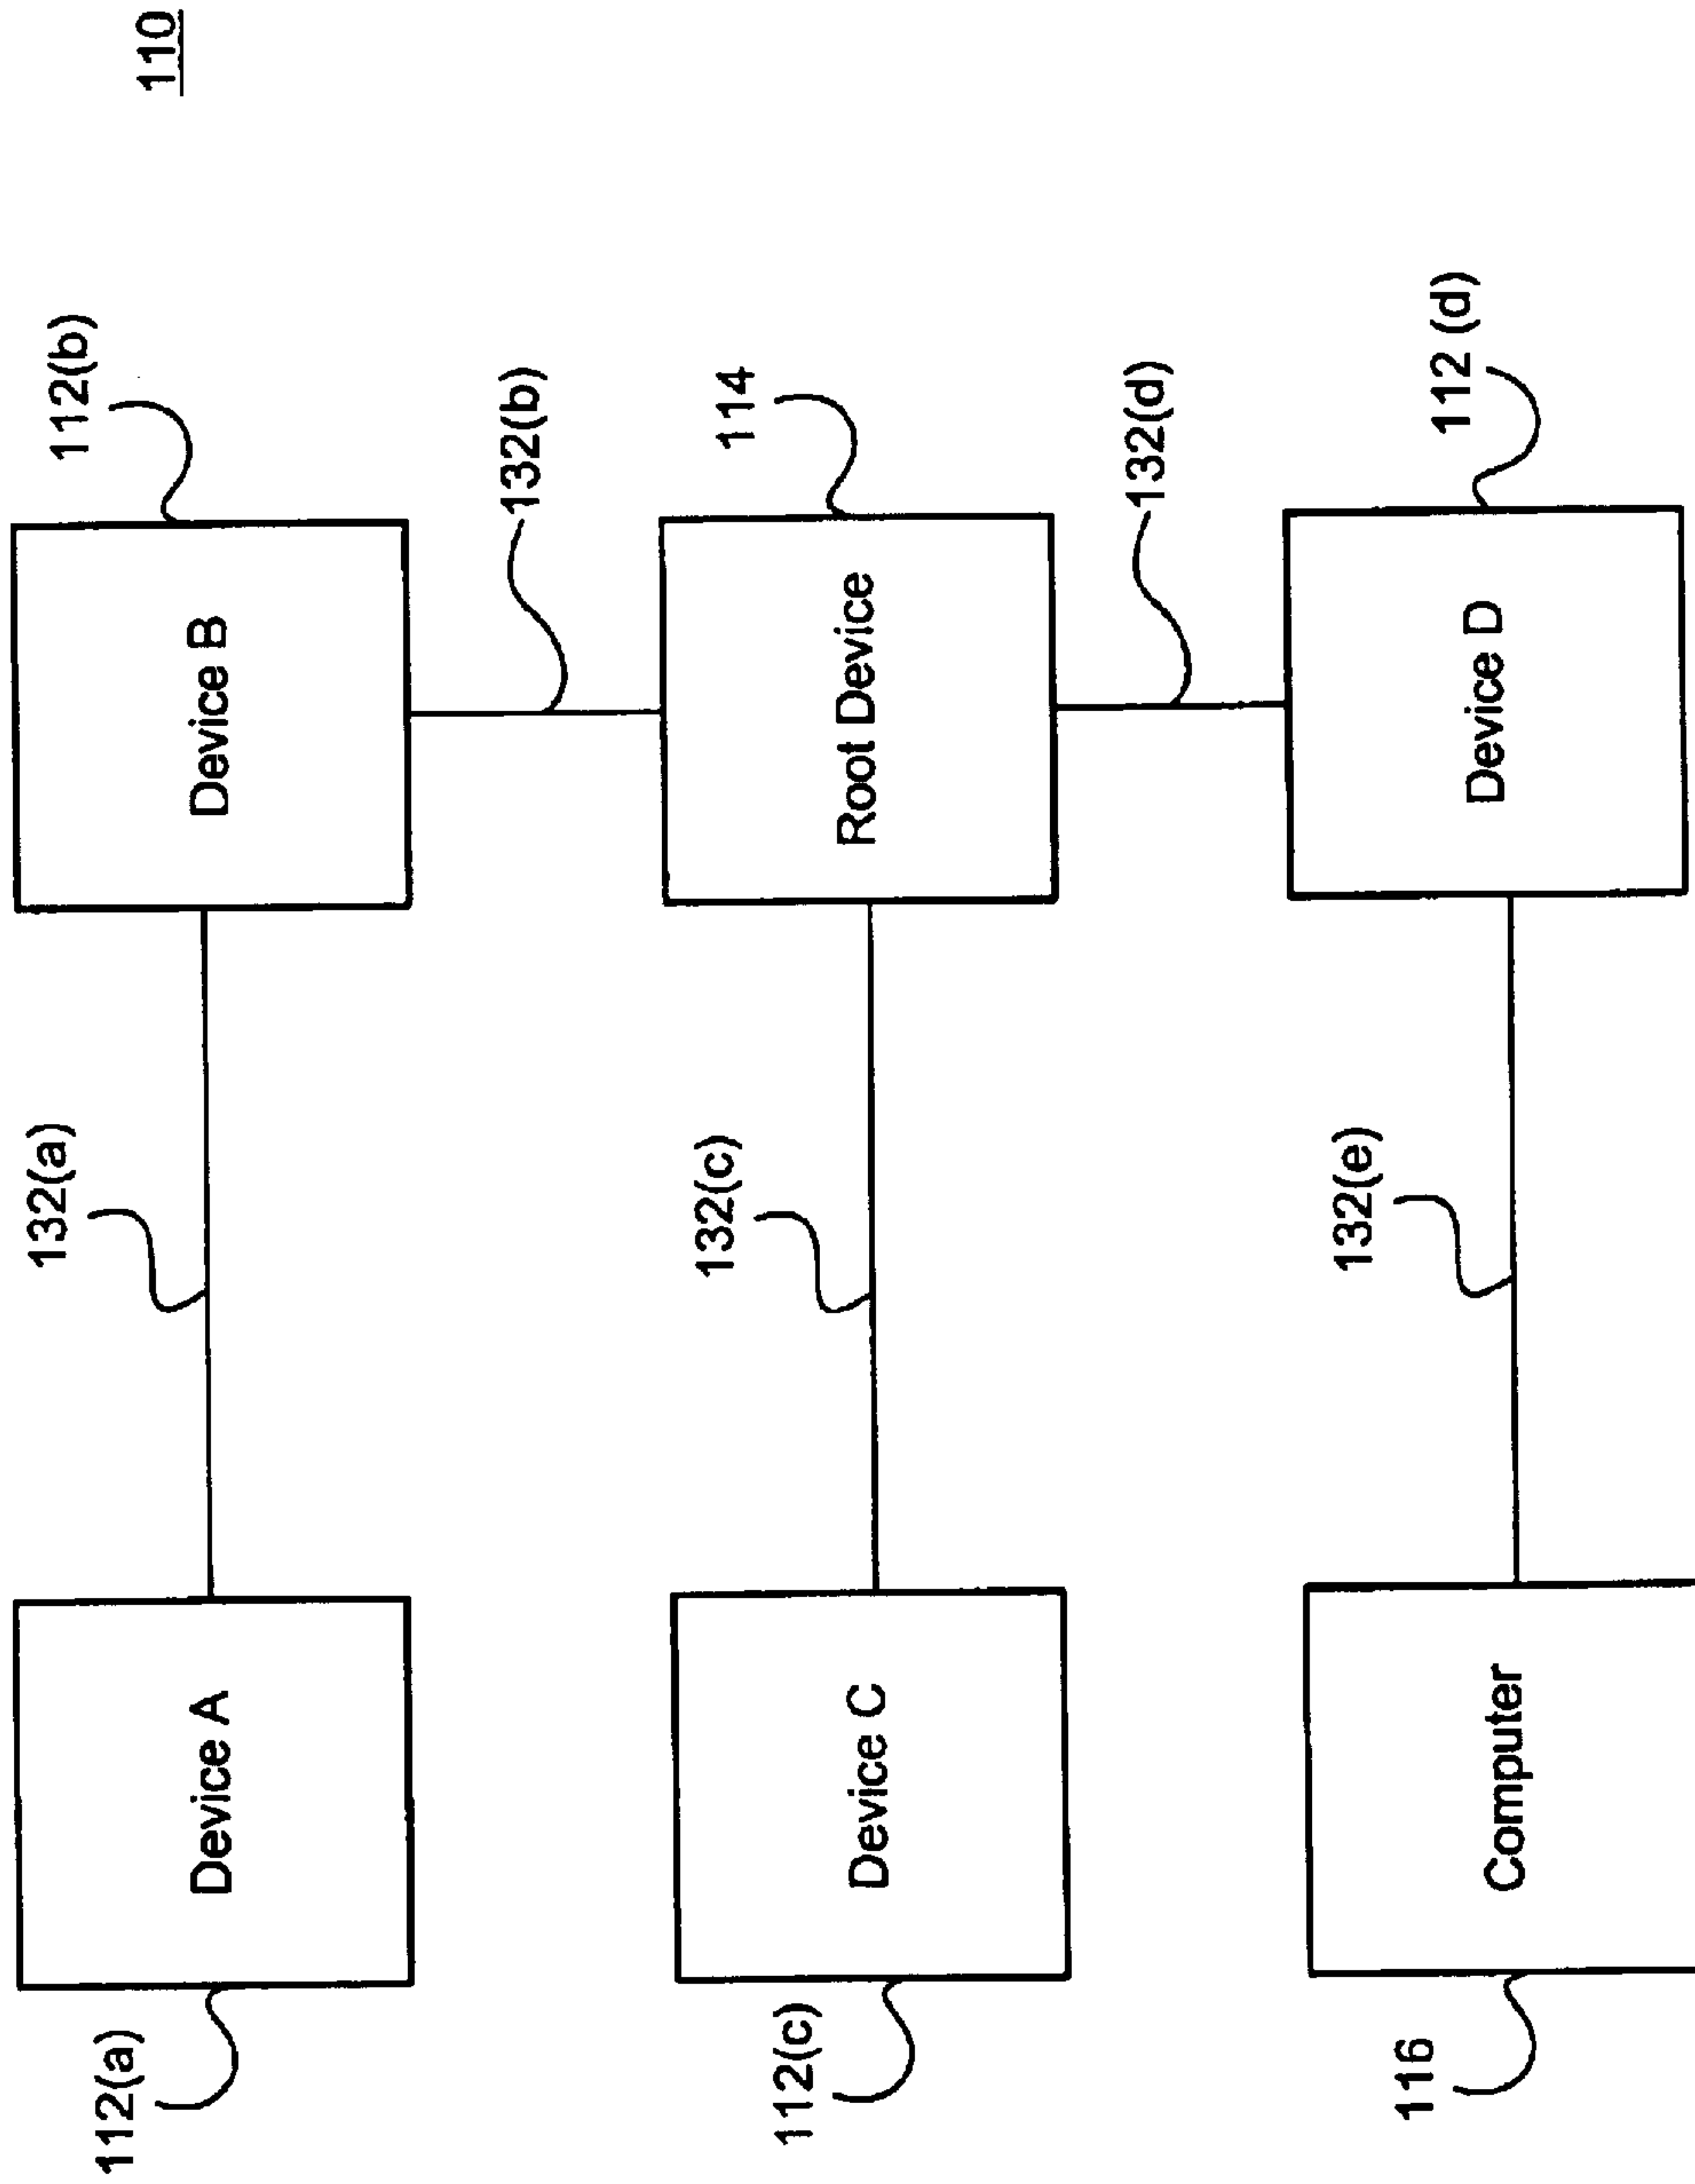 110
112(a)
Device A
132(a)
Device B
112(b)
132(b)
112(c)
Device C
132(c)
Root Device
114
132(d)
116
Computer
132(e)
Device D
112 (d)